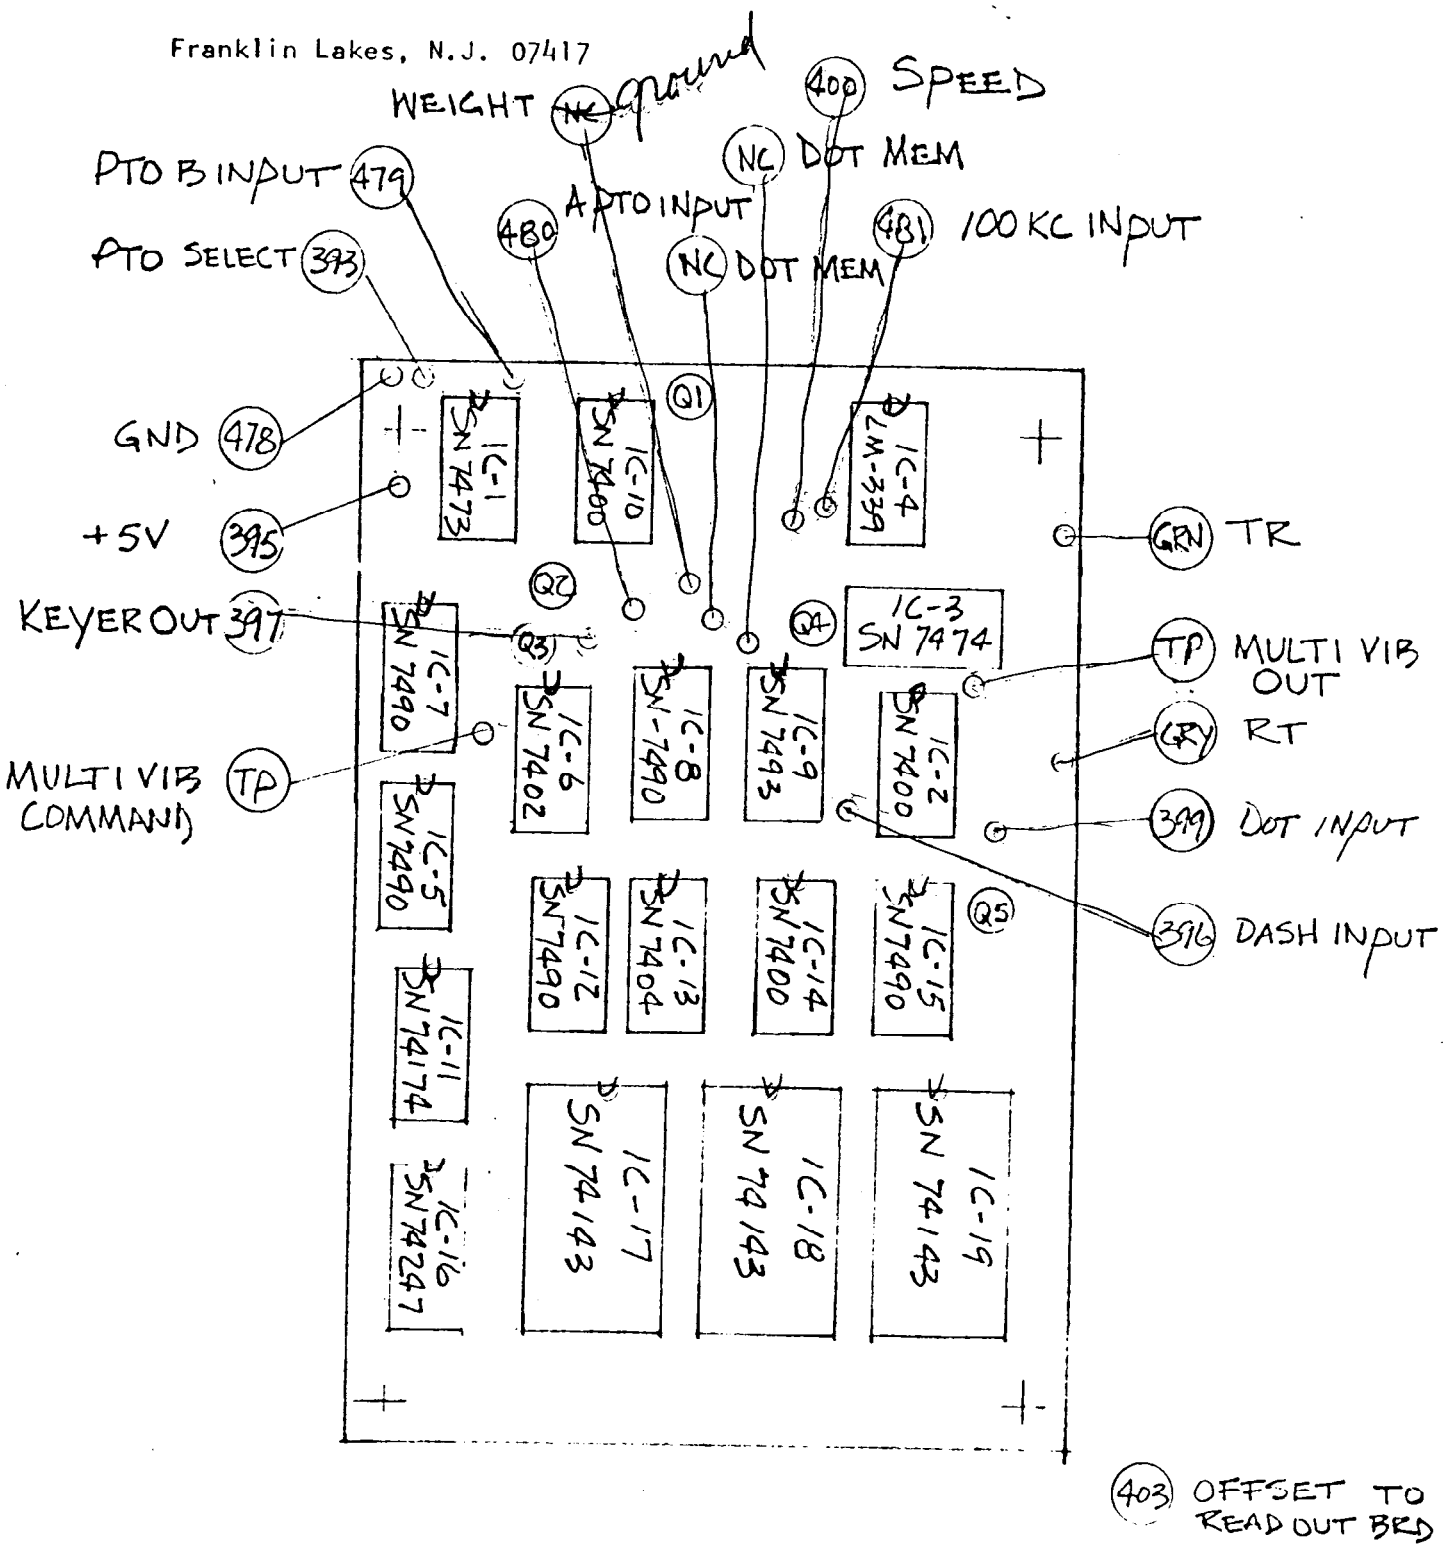 Franklin Lakes, N.J. 07417
WEIGHT NC ground
400 SPEED
NC DOT MEM
PTO B INPUT 479
480 A PTO INPUT
481 100 KC INPUT
PTO SELECT 393
NC DOT MEM
GND 478
+5V 395
KEYER OUT 397
MULTI VIB
COMMAND
TP
Q1
Q2
Q3
Q4
Q5
IC-1
SN 7473
IC-10
SN 7400
IC-4
LM-339
IC-3
SN 7474
IC-7
SN 7490
IC-6
SN 7402
IC-8
SN-7490
IC-9
SN 7493
IC-2
SN 7400
IC-5
SN 7490
IC-12
SN 7490
IC-13
SN 7404
IC-14
SN 7400
IC-15
SN 7490
IC-11
SN 74174
IC-16
SN 74247
IC-17
SN 74143
IC-18
SN 74143
IC-19
SN 74143
GRN TR
TP MULTI VIB
OUT
GRY RT
399 DOT INPUT
396 DASH INPUT
403 OFFSET TO
READ OUT BRD